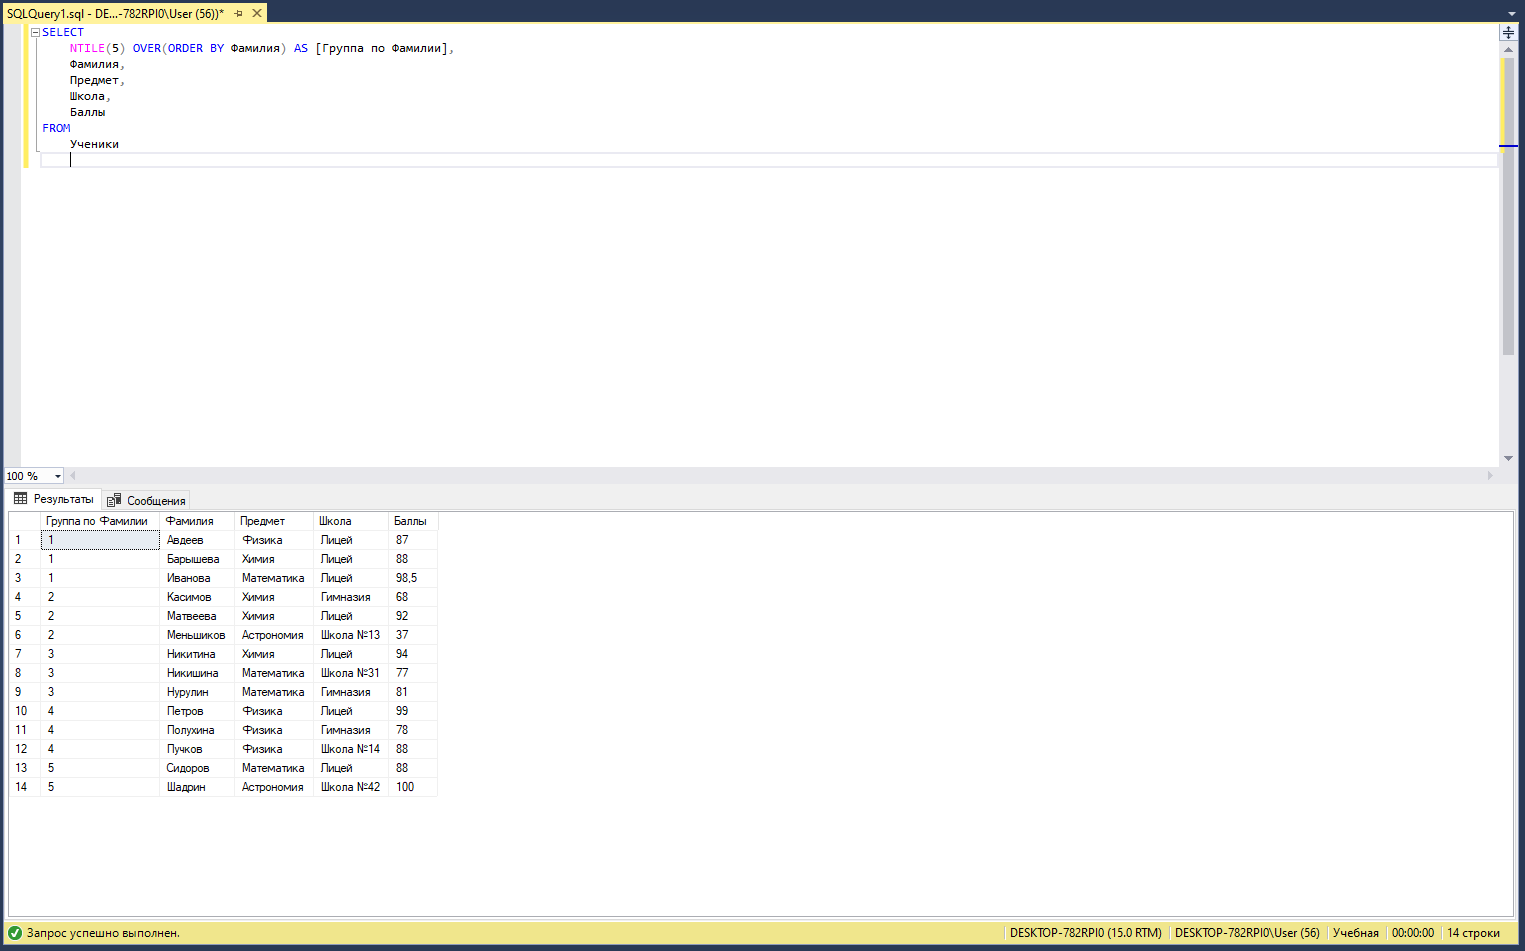 SQLQuery1.sql - DE...-782RPI0\User (56))*
SELECT
NTILE(5) OVER(ORDER BY Фамилия) AS [Группа по Фамилии],
Фамилия,
Предмет,
Школа,
Баллы
FROM
Ученики
100 %
Результаты Сообщения
Группа по Фамилии Фамилия Предмет Школа Баллы
1 1 Авдеев Физика Лицей 87
2 1 Барышева Химия Лицей 88
3 1 Иванова Математика Лицей 98,5
4 2 Касимов Химия Гимназия 68
5 2 Матвеева Химия Лицей 92
6 2 Меньшиков Астрономия Школа №13 37
7 3 Никитина Химия Лицей 94
8 3 Никишина Математика Школа №31 77
9 3 Нурулин Математика Гимназия 81
10 4 Петров Физика Лицей 99
11 4 Полухина Физика Гимназия 78
12 4 Пучков Физика Школа №14 88
13 5 Сидоров Математика Лицей 88
14 5 Шадрин Астрономия Школа №42 100
Запрос успешно выполнен. DESKTOP-782RPI0 (15.0 RTM) DESKTOP-782RPI0\User (56) Учебная 00:00:00 14 строки